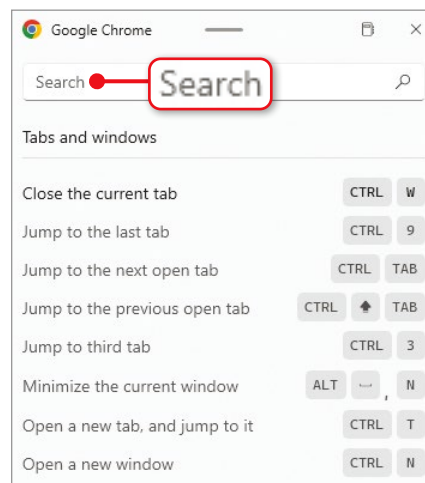 Google Chrome
Search Search
Tabs and windows
Close the current tab CTRL W
Jump to the last tab CTRL 9
Jump to the next open tab CTRL TAB
Jump to the previous open tab CTRL TAB
Jump to third tab CTRL 3
Minimize the current window ALT , N
Open a new tab, and jump to it CTRL T
Open a new window CTRL N